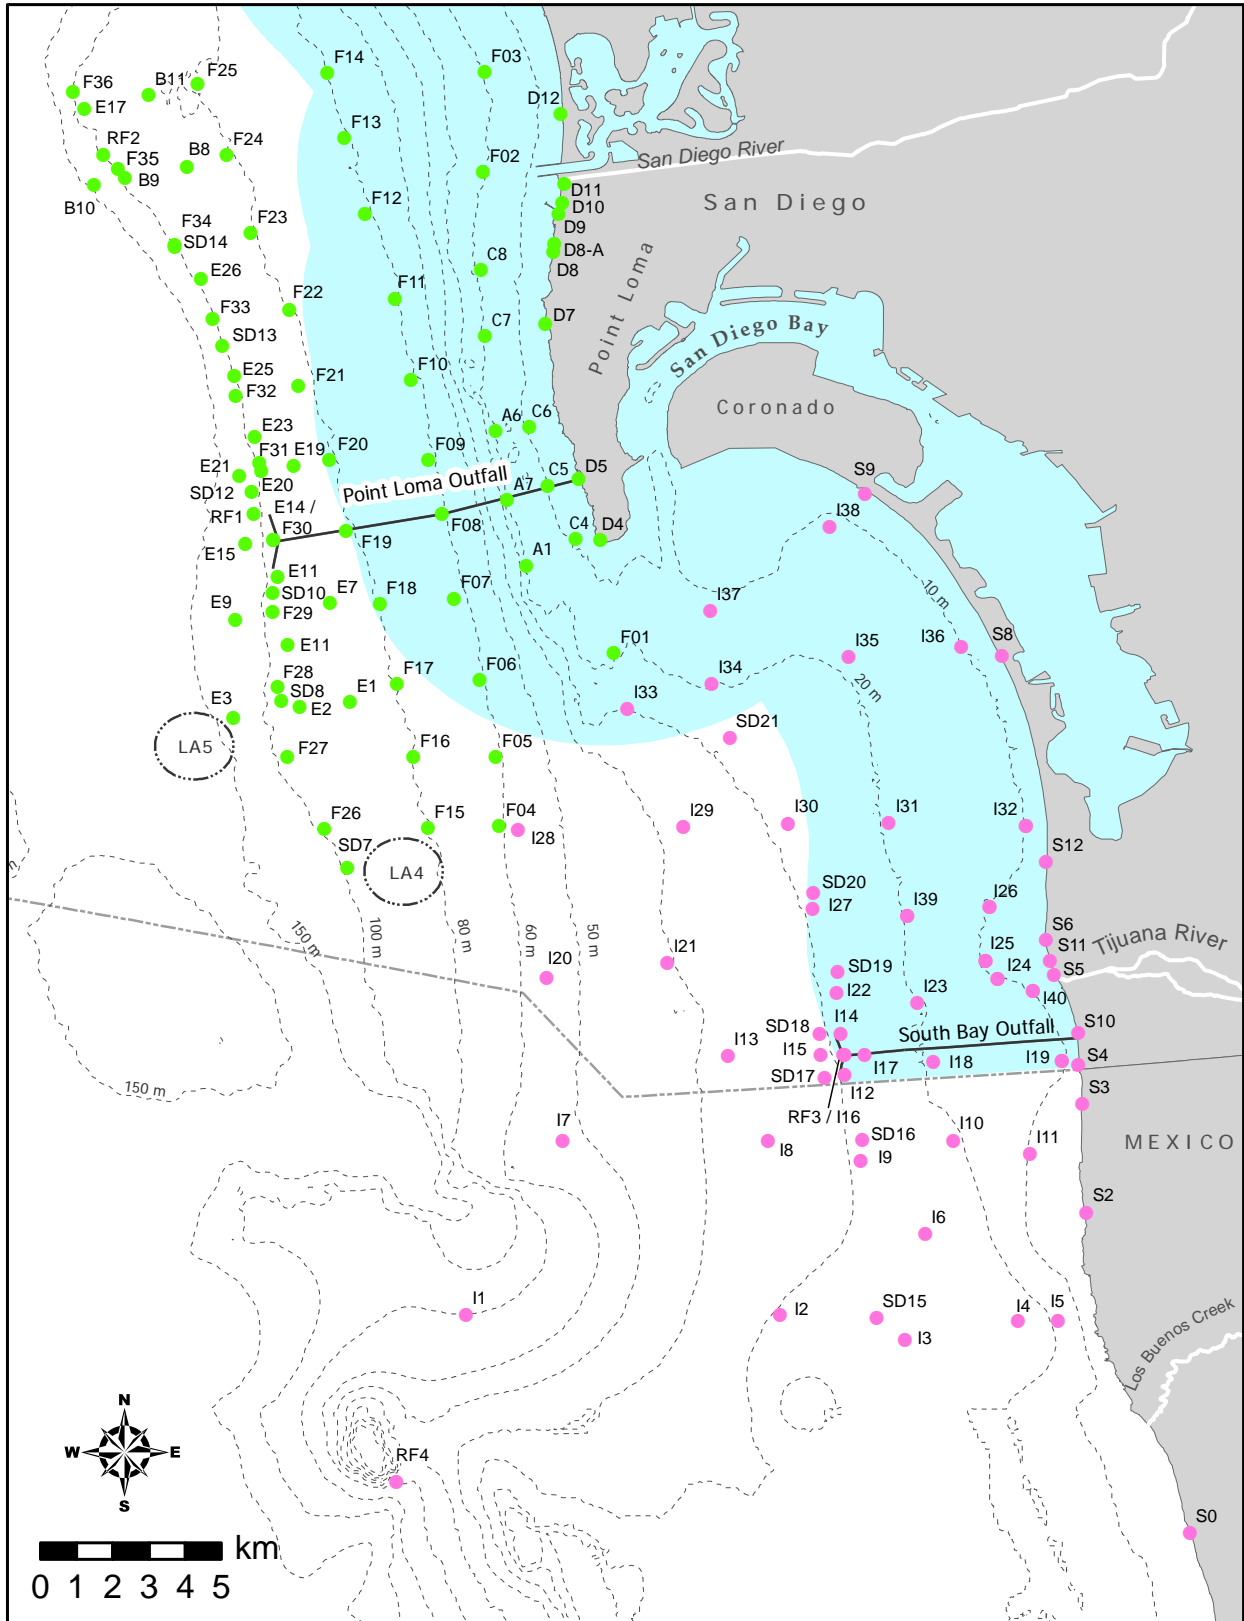 F14
F03
F36
B11
F25
E17
D12
F13
RF2
F35
B8
F24
B9
F02
San Diego River
B10
D11
D10
San Diego
F12
D9
F34
SD14
F23
D8-A
D8
E26
C8
F11
F33
F22
D7
Point Loma
San Diego Bay
SD13
C7
E25
F21
F10
F32
Coronado
E23
A6
C6
F31
E19
F20
F09
E21
E20
Point Loma Outfall
C5
D5
S9
SD12
A7
RF1
E14 /
F30
F08
I38
E15
F19
C4
D4
A1
E11
SD10
E7
F18
F07
10 m
E9
F29
I37
E11
F01
I35
I36
S8
F28
F17
F06
I34
20 m
SD8
E1
E2
I33
E3
SD21
LA5
F27
F16
F05
F26
F15
F04
I28
I29
I30
I31
I32
SD7
LA4
S12
SD20
I27
I39
I26
150 m
100 m
80 m
60 m
50 m
S6
S11
Tijuana River
I20
I21
SD19
I25
I24
S5
I22
I23
I40
SD18
I14
South Bay Outfall
S10
I13
I15
I17
I18
I19
S4
SD17
I12
150 m
RF3 / I16
S3
I7
I8
SD16
I10
I11
MEXICO
I9
S2
I6
I1
I2
SD15
I4
I5
I3
Los Buenos Creek
N
W
E
S
RF4
S0
km
0 1 2 3 4 5